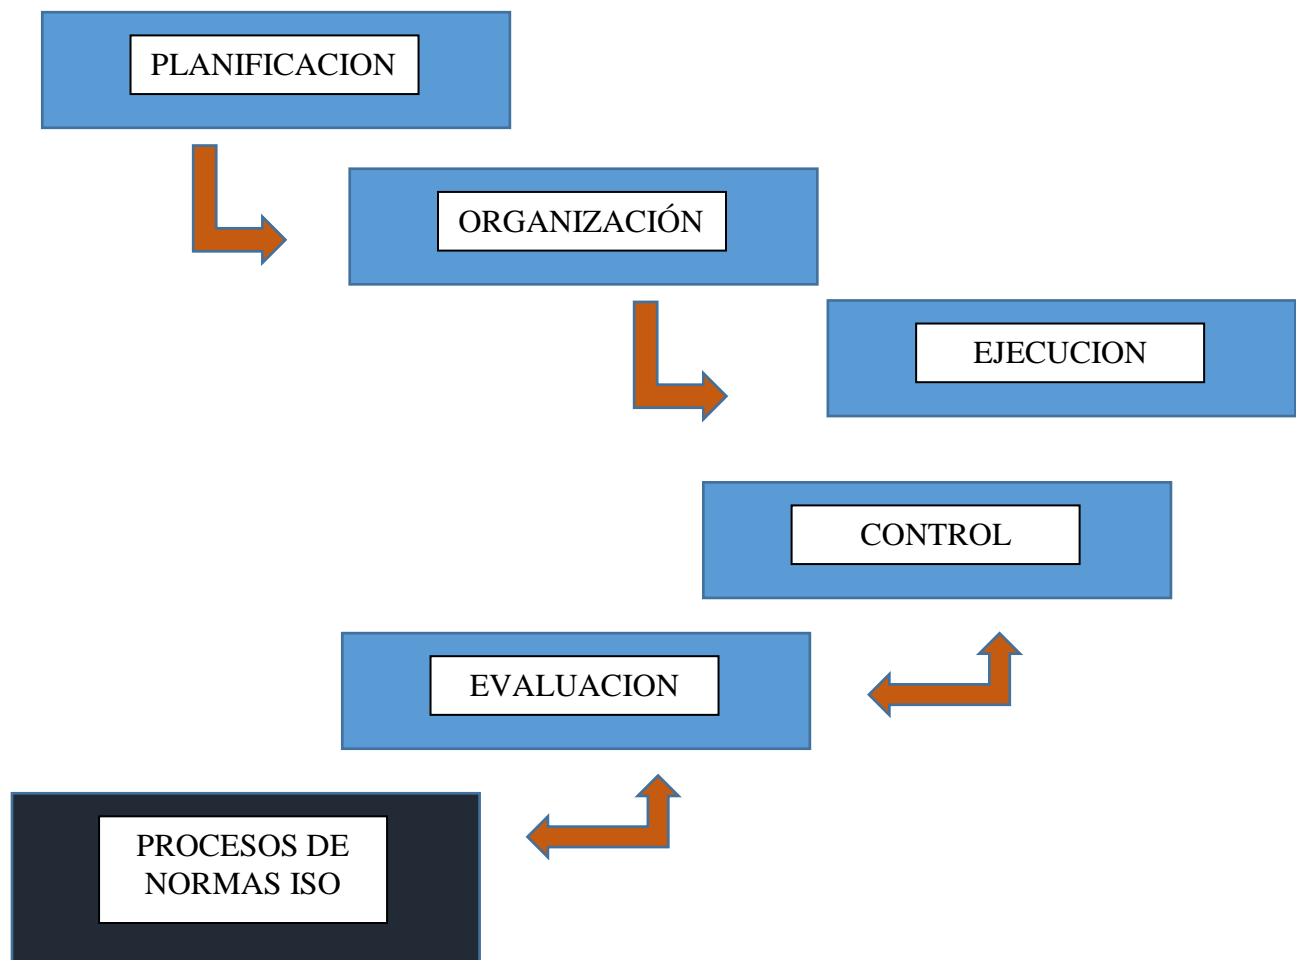 PLANIFICACION
ORGANIZACIÓN
EJECUCION
CONTROL
EVALUACION
PROCESOS DE
NORMAS ISO